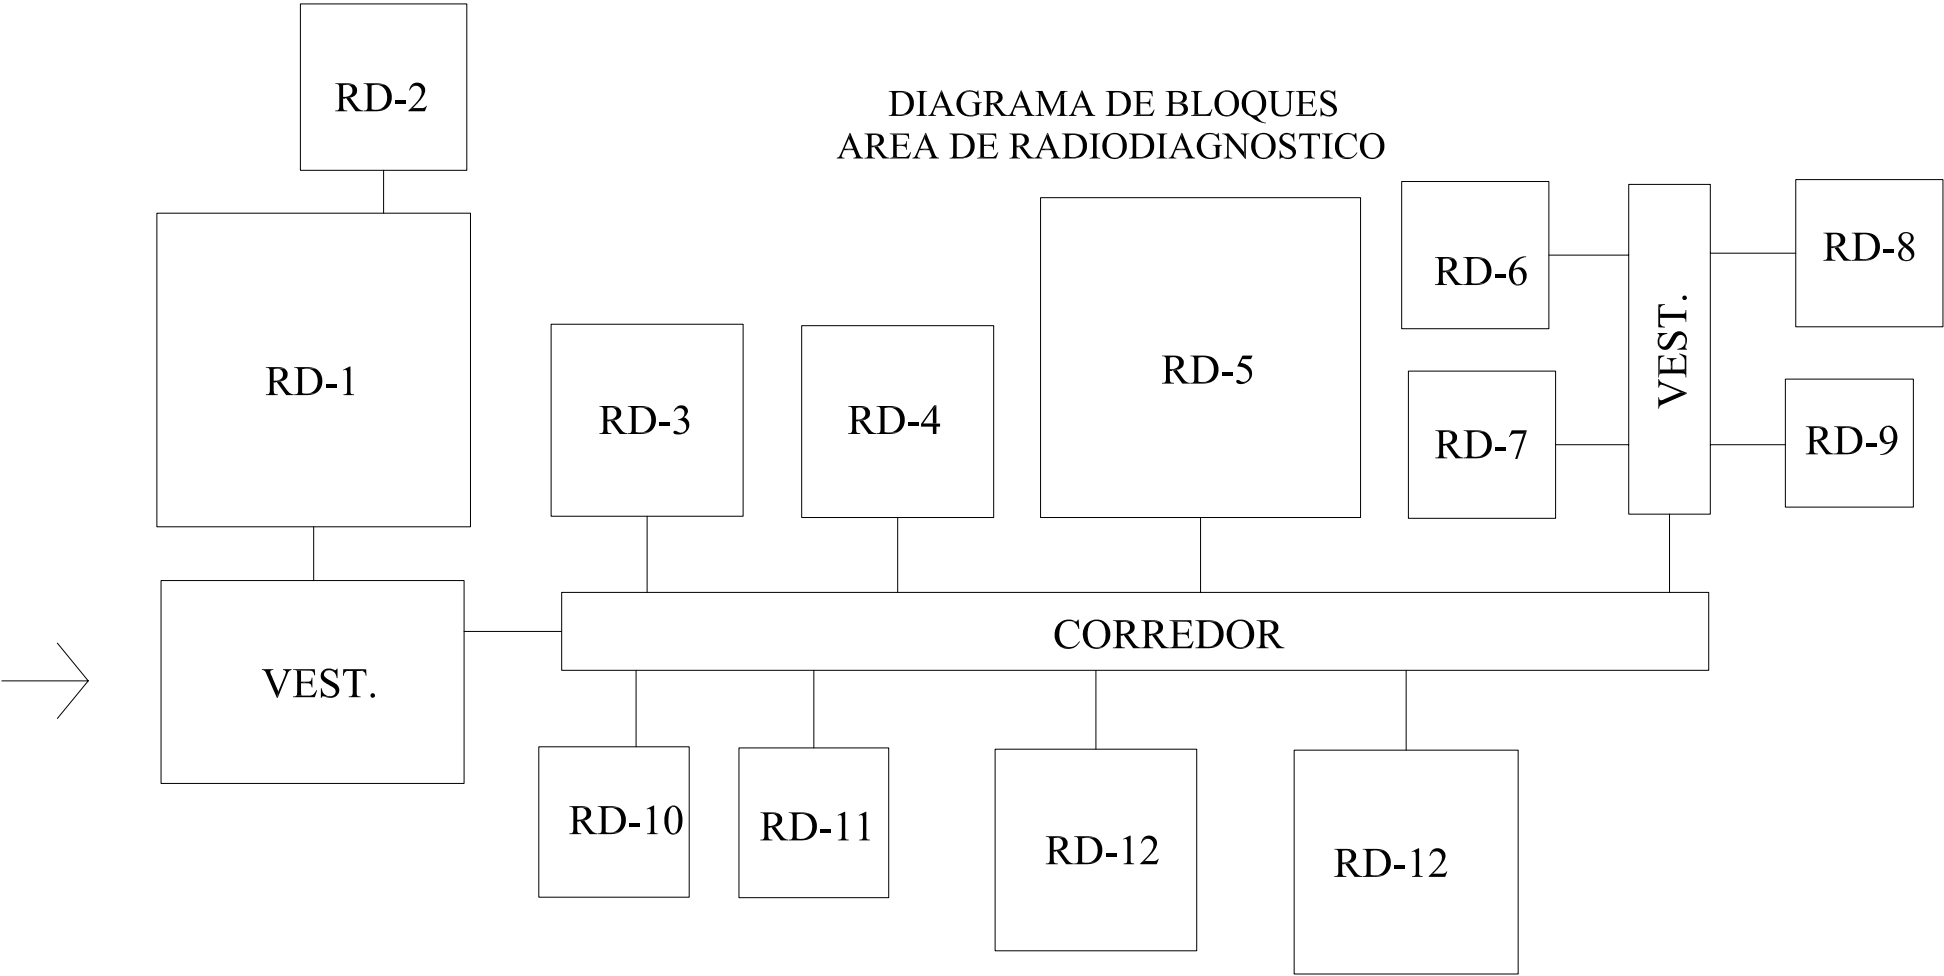 RD-2
DIAGRAMA DE BLOQUES
AREA DE RADIODIAGNOSTICO
RD-1
RD-3
RD-4
RD-5
RD-6
RD-7
VEST.
RD-8
RD-9
VEST.
CORREDOR
RD-10
RD-11
RD-12
RD-12